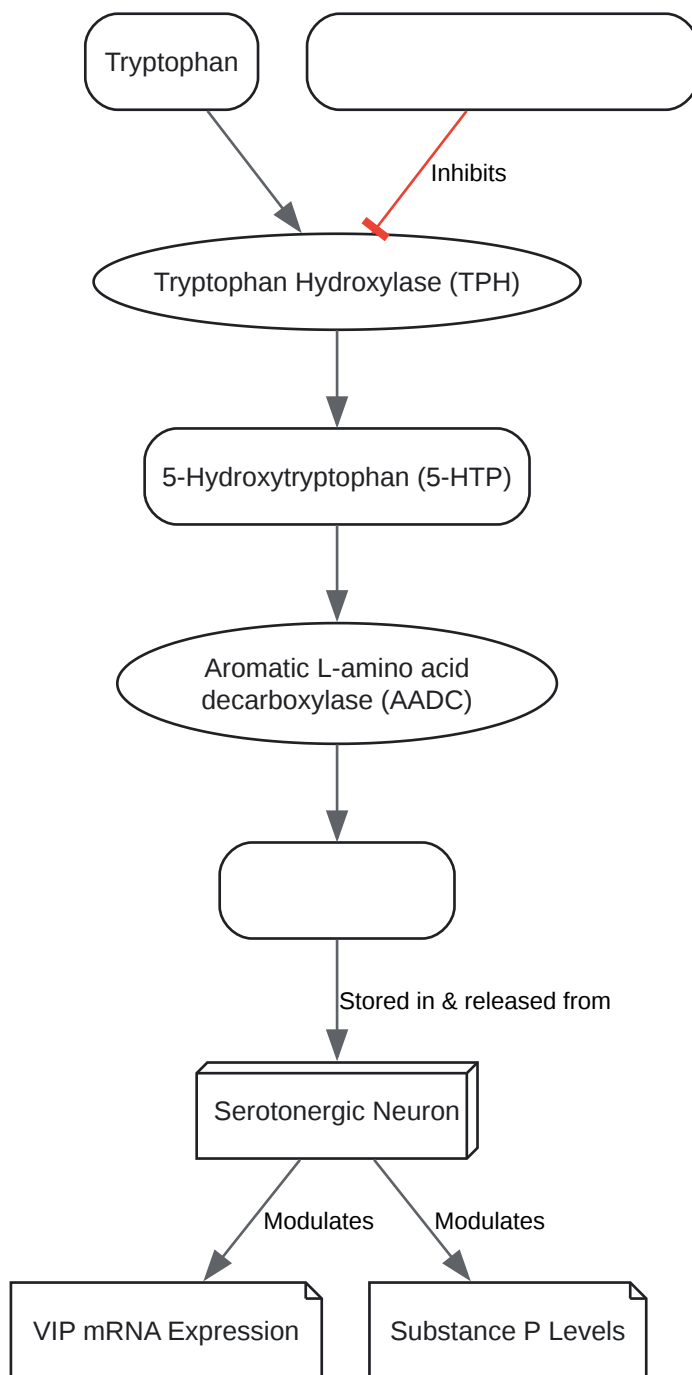 Tryptophan
Inhibits
Tryptophan Hydroxylase (TPH)
5-Hydroxytryptophan (5-HTP)
Aromatic L-amino acid
decarboxylase (AADC)
Stored in & released from
Serotonergic Neuron
Modulates
Modulates
VIP mRNA Expression
Substance P Levels